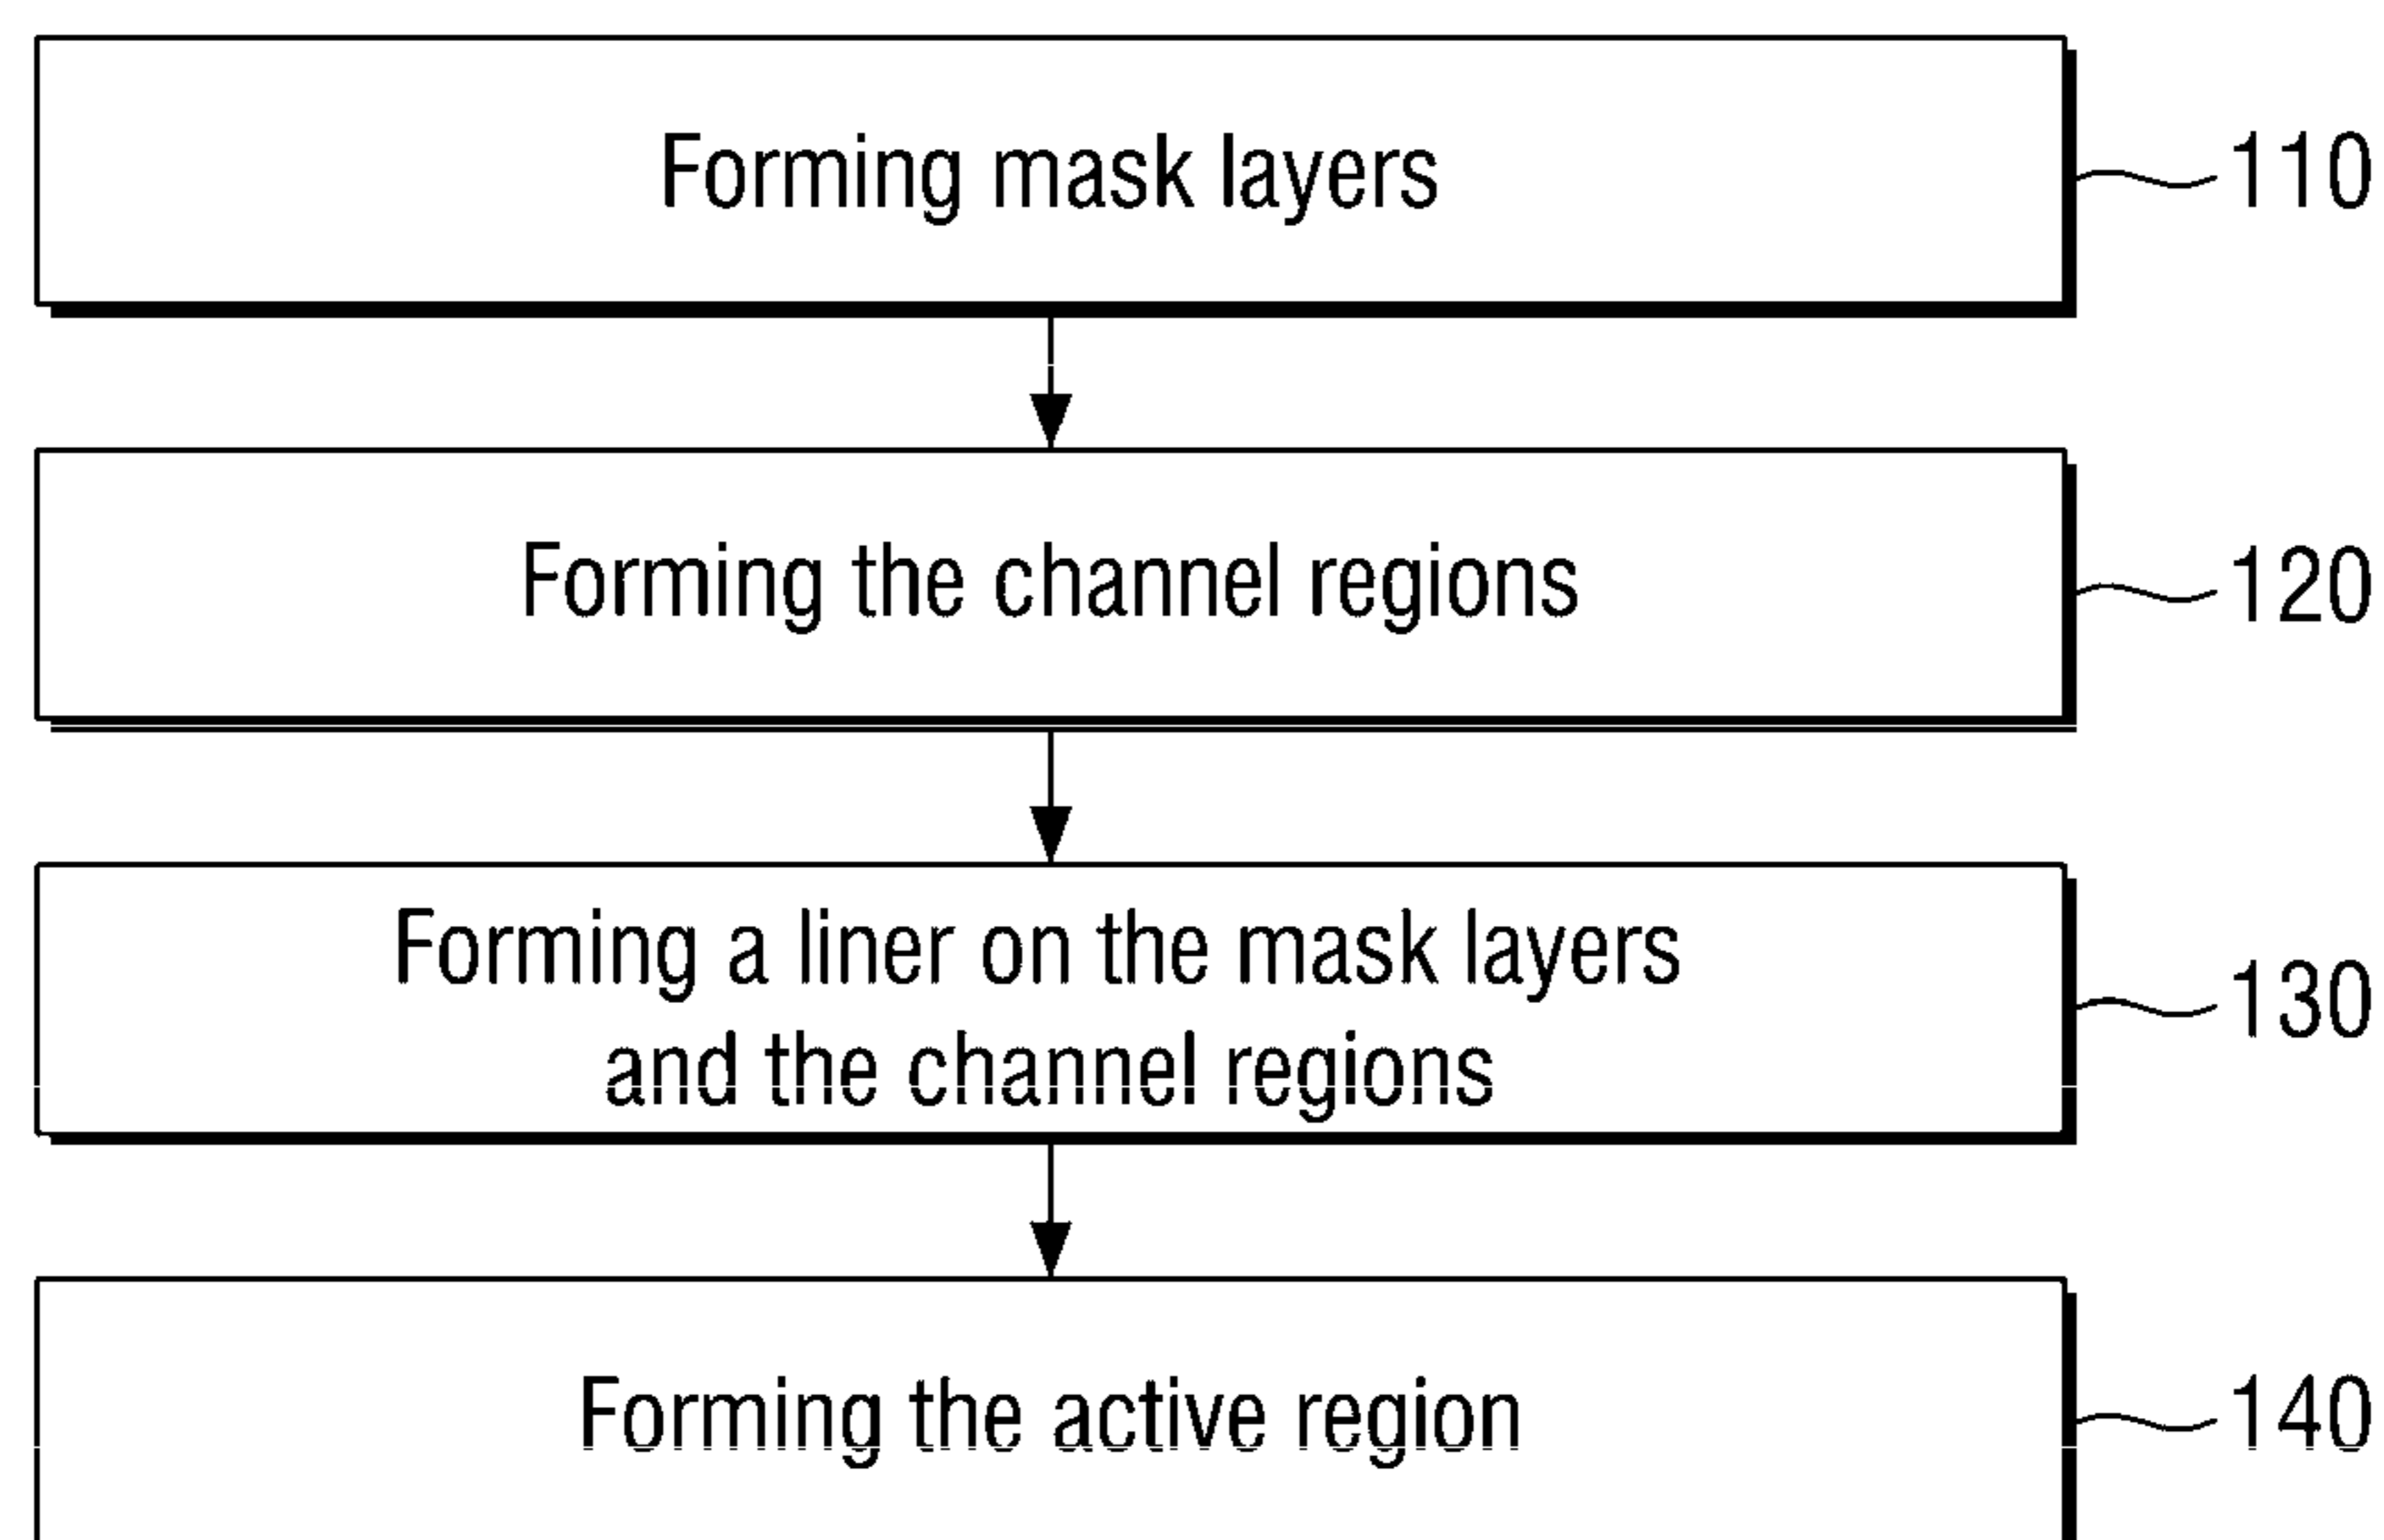 Forming mask layers
110
Forming the channel regions
120
Forming a liner on the mask layers
and the channel regions
130
Forming the active region
140